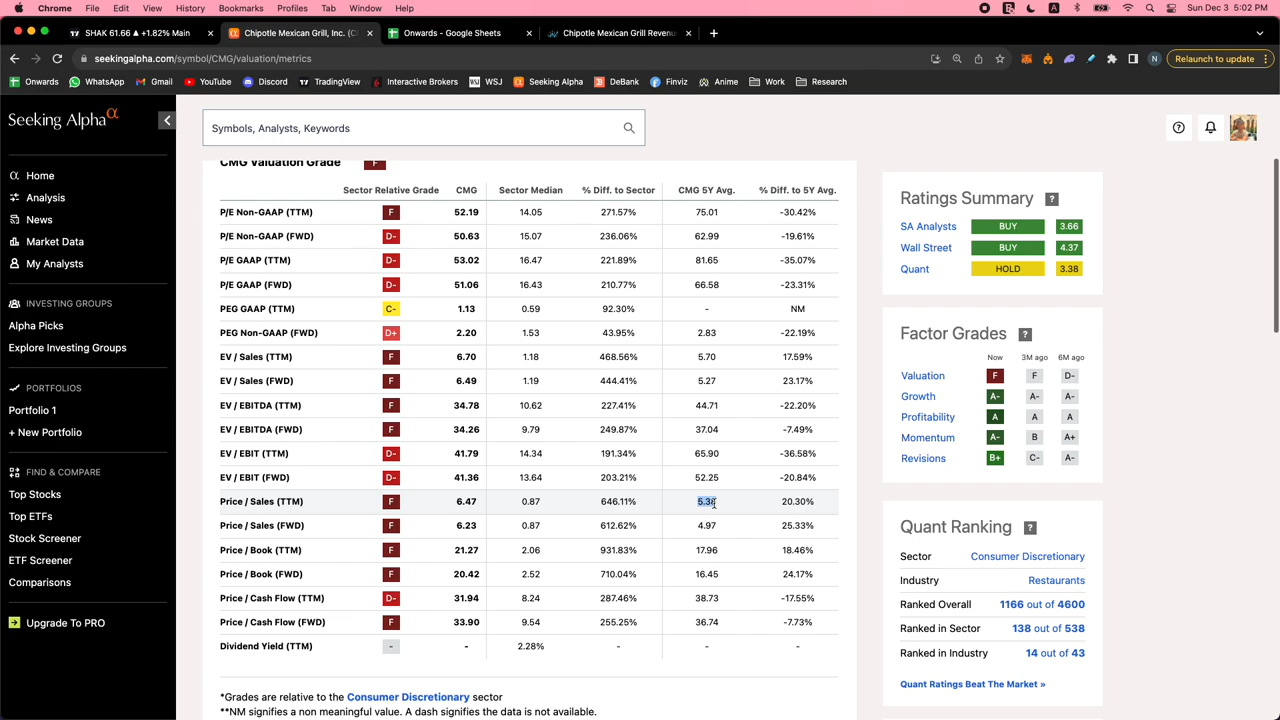 Chrome File Edit View History Bookmarks Profiles Tab Window Help Sun Dec 3 5:02 PM
SHAK 61.66 ▲ +1.82% Main Chipotle Mexican Grill, Inc. (C Onwards - Google Sheets Chipotle Mexican Grill Revenu
seekingalpha.com/symbol/CMG/valuation/metrics N Relaunch to update
Onwards WhatsApp Gmail YouTube Discord TradingView Interactive Brokers WSJ Seeking Alpha DeBank Finviz Anime Work Research
Seeking Alpha α
Symbols, Analysts, Keywords
Home
Analysis
News
Market Data
My Analysts
INVESTING GROUPS
Alpha Picks
Explore Investing Groups
PORTFOLIOS
Portfolio 1
+ New Portfolio
FIND & COMPARE
Top Stocks
Top ETFs
Stock Screener
ETF Screener
Comparisons
Upgrade To PRO
CMG Valuation Grade F
Sector Relative Grade CMG Sector Median % Diff. to Sector CMG 5Y Avg. % Diff. to 5Y Avg.
P/E Non-GAAP (TTM) F 52.19 14.05 271.57% 75.01 -30.42%
P/E Non-GAAP (FWD) D- 50.63 15.07 236.06% 62.99 -19.61%
P/E GAAP (TTM) D- 53.02 16.47 221.89% 81.65 -35.07%
P/E GAAP (FWD) D- 51.06 16.43 210.77% 66.58 -23.31%
PEG GAAP (TTM) C- 1.13 0.59 92.30% - NM
PEG Non-GAAP (FWD) D+ 2.20 1.53 43.95% 2.83 -22.19%
EV / Sales (TTM) F 6.70 1.18 468.56% 5.70 17.59%
EV / Sales (FWD) F 6.49 1.19 444.41% 5.27 23.17%
EV / EBITDA (TTM) F 34.78 10.62 227.41% 44.71 -22.20%
EV / EBITDA (FWD) F 34.26 9.79 249.87% 37.04 -7.49%
EV / EBIT (TTM) D- 41.79 14.34 191.34% 65.90 -36.58%
EV / EBIT (FWD) D- 41.36 13.64 203.21% 52.25 -20.84%
Price / Sales (TTM) F 6.47 0.87 646.11% 5.38 20.30%
Price / Sales (FWD) F 6.23 0.87 612.62% 4.97 25.33%
Price / Book (TTM) F 21.27 2.06 931.83% 17.96 18.46%
Price / Book (FWD) F 20.42 2.52 710.04% 16.45 24.17%
Price / Cash Flow (TTM) D- 31.94 8.24 287.46% 38.73 -17.55%
Price / Cash Flow (FWD) F 33.90 9.54 255.25% 36.74 -7.73%
Dividend Yield (TTM) - - 2.28% - - -
*Grades are relative to the Consumer Discretionary sector
**NM signifies a non meaningful value. A dash signifies the data is not available.
Ratings Summary ?
SA Analysts BUY 3.66
Wall Street BUY 4.37
Quant HOLD 3.38
Factor Grades ?
Now 3M ago 6M ago
Valuation F F D-
Growth A- A- A-
Profitability A A A
Momentum A- B A+
Revisions B+ C- A-
Quant Ranking ?
Sector Consumer Discretionary
Industry Restaurants
Ranked Overall 1166 out of 4600
Ranked in Sector 138 out of 538
Ranked in Industry 14 out of 43
Quant Ratings Beat The Market »